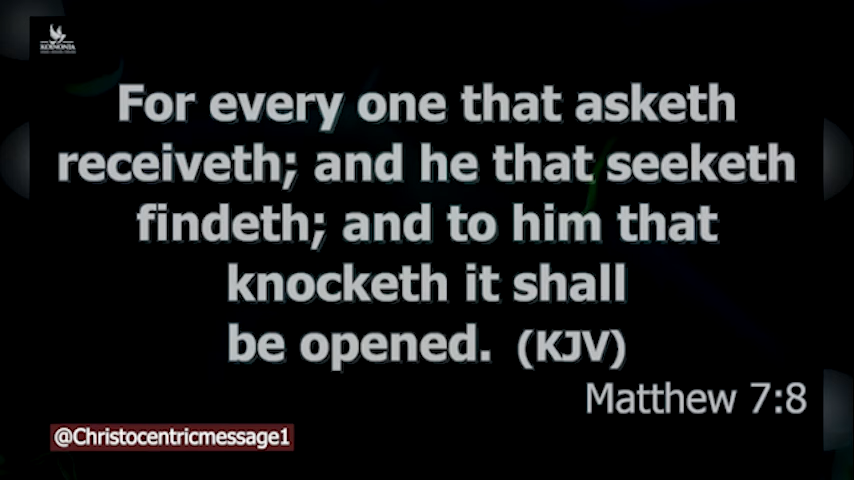 KOINONIA
For every one that asketh
receiveth; and he that seeketh
findeth; and to him that
knocketh it shall
be opened. (KJV)
Matthew 7:8
@Christocentricmessage1